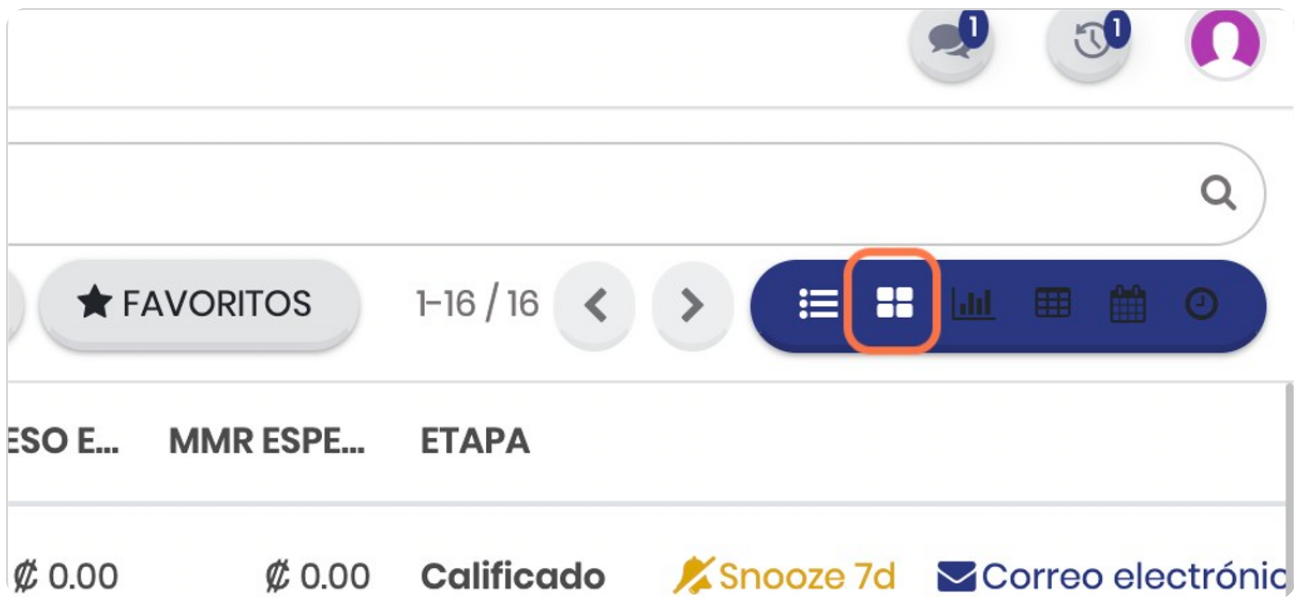 1 1
FAVORITOS 1-16 / 16
ESO E... MMR ESPE... ETAPA
₡ 0.00 ₡ 0.00 Calificado Snooze 7d Correo electrónic